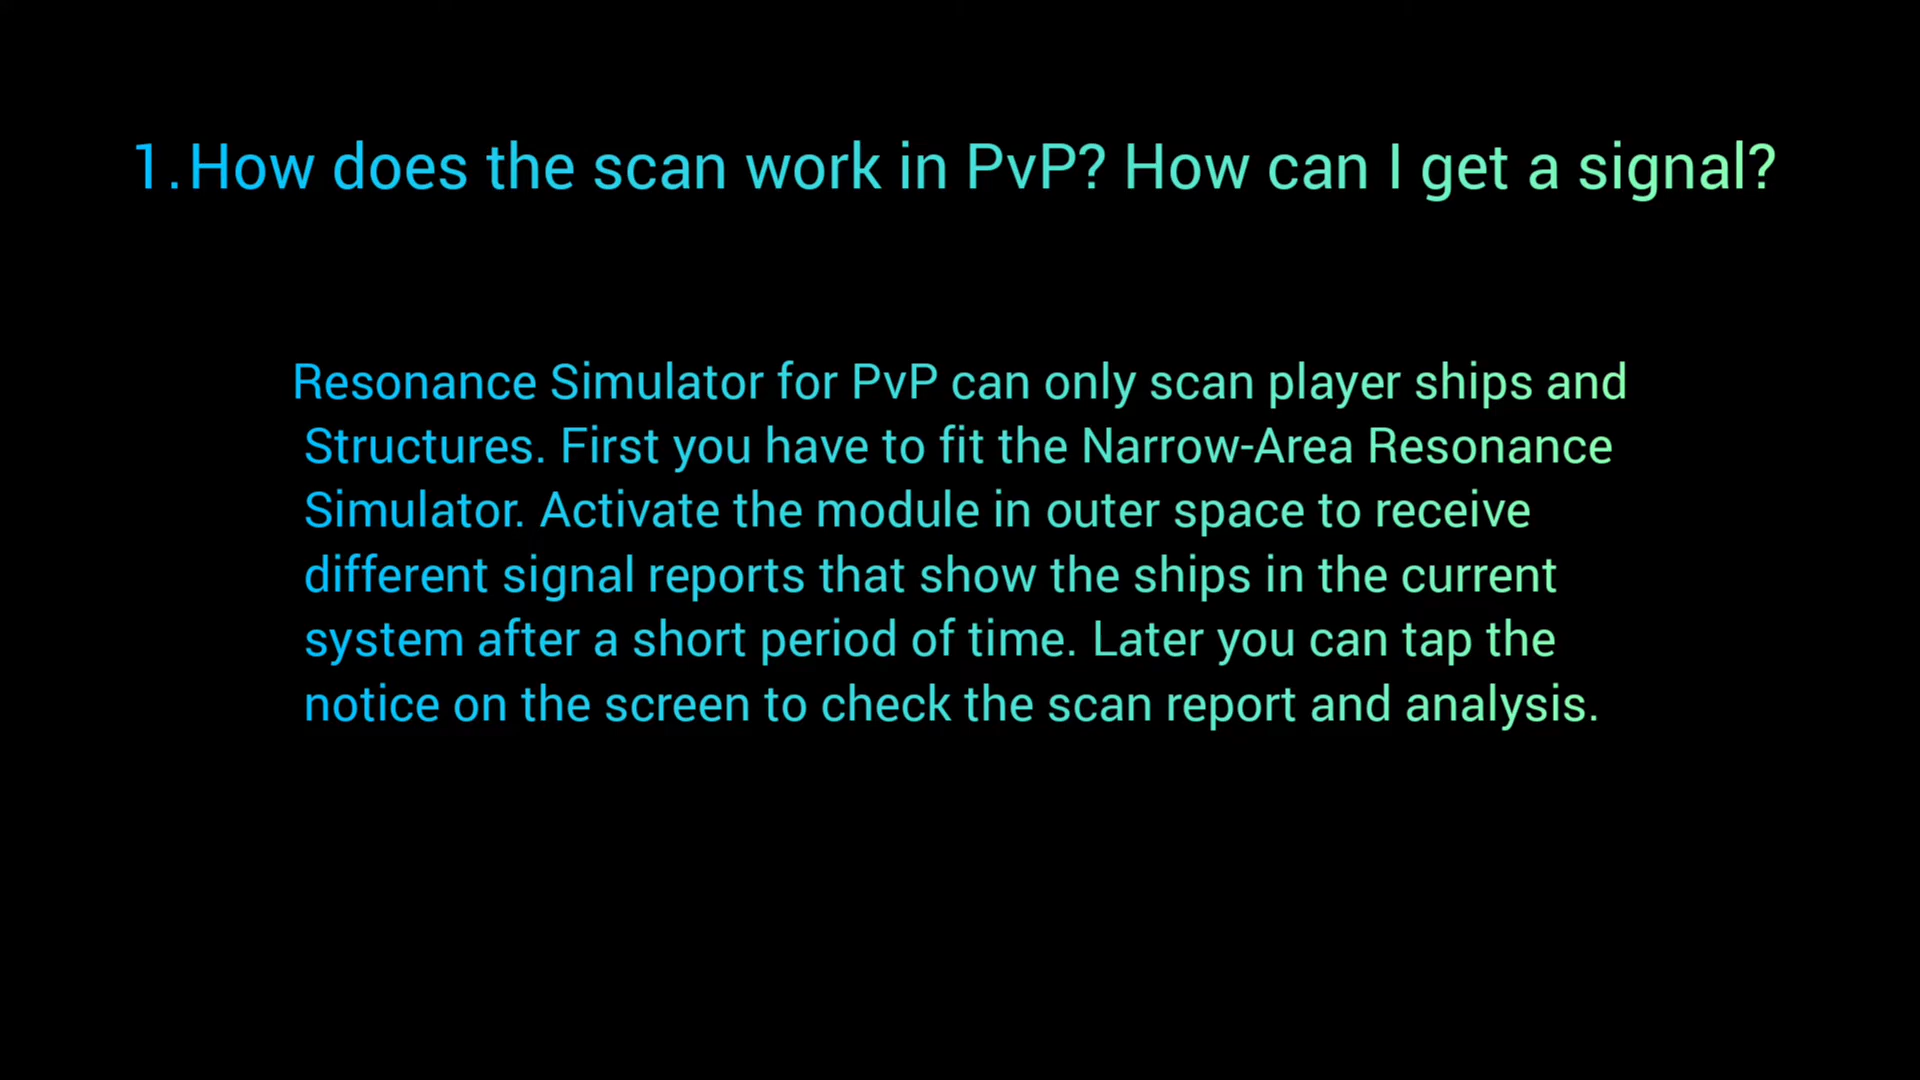 1.How does the scan work in PvP? How can I get a signal?
Resonance Simulator for PvP can only scan player ships and
Structures. First you have to fit the Narrow-Area Resonance
Simulator. Activate the module in outer space to receive
different signal reports that show the ships in the current
system after a short period of time. Later you can tap the
notice on the screen to check the scan report and analysis.